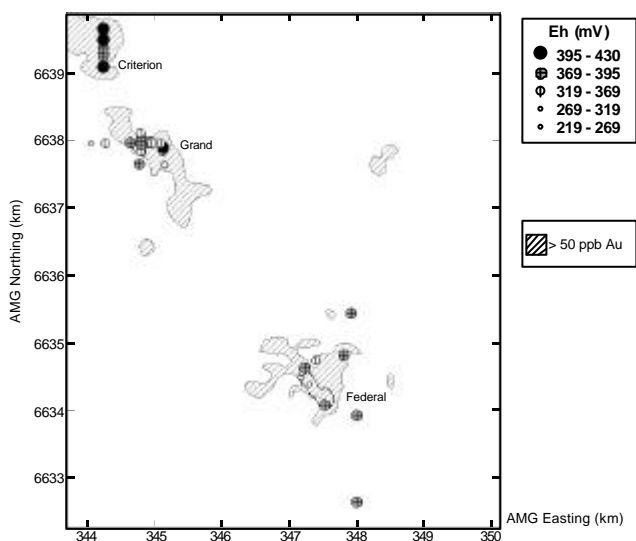 Eh (mV)
395 - 430
369 - 395
319 - 369
269 - 319
219 - 269
> 50 ppb Au
AMG Northing (km)
6639
6638
6637
6636
6635
6634
6633
Criterion
Grand
Federal
344
345
347
348
349
350
AMG Easting (km)